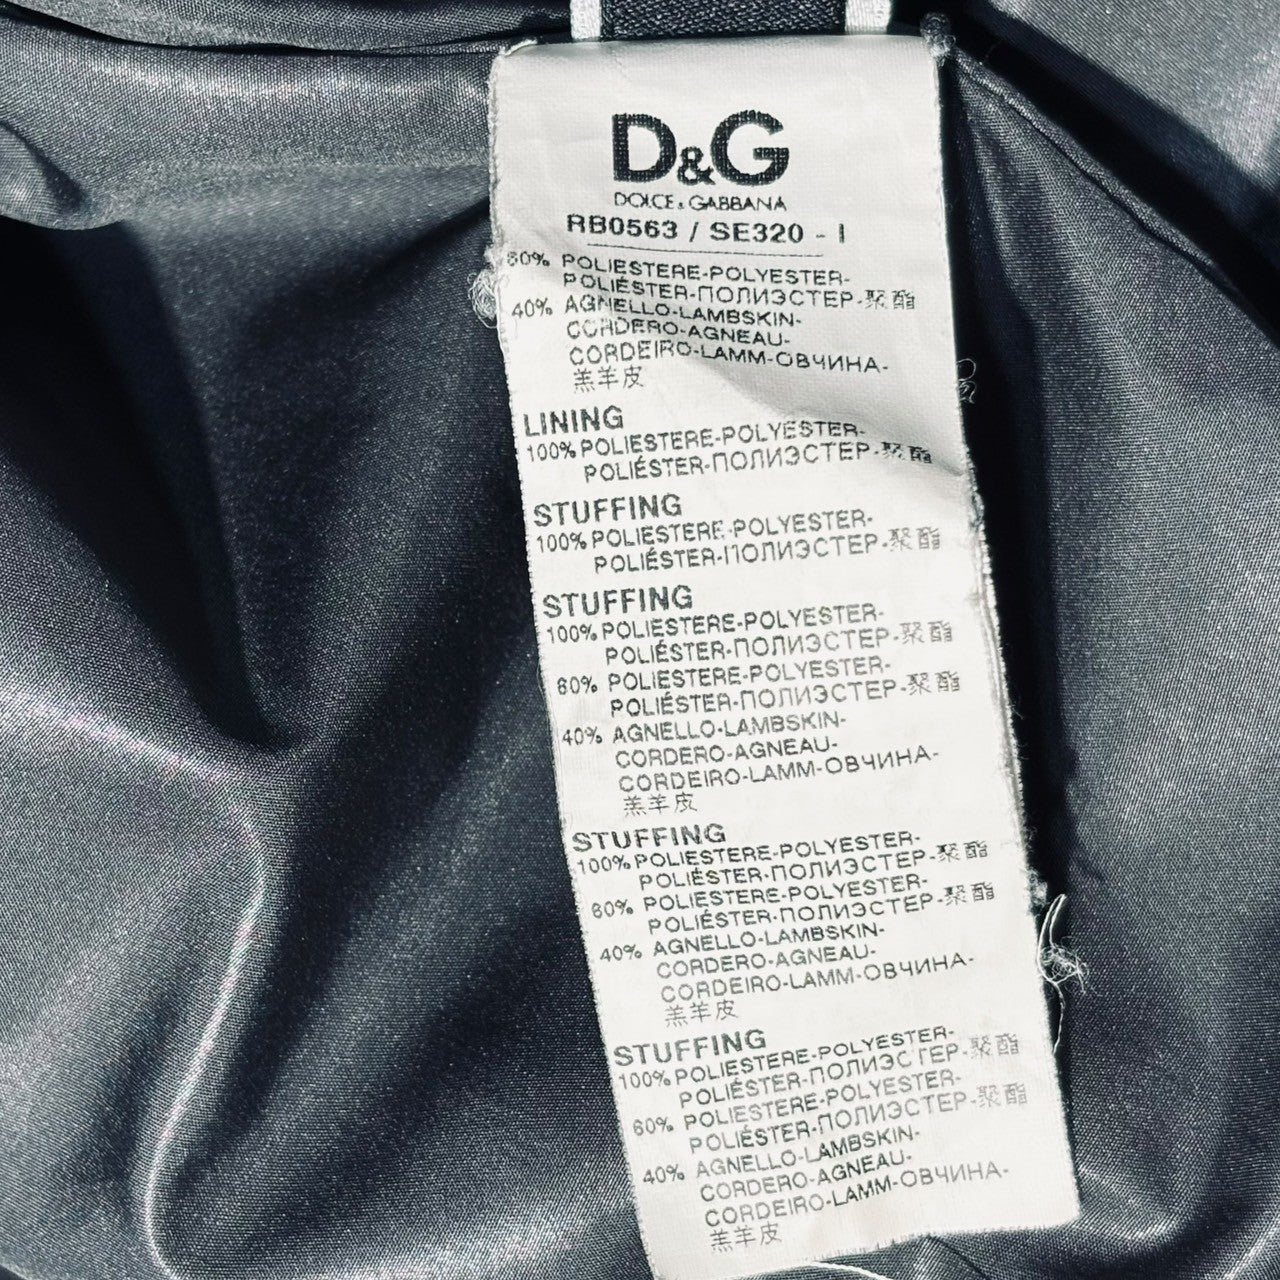 D&G
DOLCE & GABBANA
RB0563 / SE320 - I
60% POLIESTERE-POLYESTER-
POLIÉSTER-ПОЛИЭСТЕР-聚酯
40% AGNELLO-LAMBSKIN-
CORDERO-AGNEAU-
CORDEIRO-LAMM-ОВЧИНА-
羔羊皮
LINING
100% POLIESTERE-POLYESTER-
POLIÉSTER-ПОЛИЭСТЕР-聚酯
STUFFING
100% POLIESTERE-POLYESTER-
POLIÉSTER-ПОЛИЭСТЕР-聚酯
STUFFING
100% POLIESTERE-POLYESTER-
POLIÉSTER-ПОЛИЭСТЕР-聚酯
60% POLIESTERE-POLYESTER-
POLIÉSTER-ПОЛИЭСТЕР-聚酯
40% AGNELLO-LAMBSKIN-
CORDERO-AGNEAU-
CORDEIRO-LAMM-ОВЧИНА-
羔羊皮
STUFFING
100% POLIESTERE-POLYESTER-
POLIÉSTER-ПОЛИЭСТЕР-聚酯
60% POLIESTERE-POLYESTER-
POLIÉSTER-ПОЛИЭСТЕР-聚酯
40% AGNELLO-LAMBSKIN-
CORDERO-AGNEAU-
CORDEIRO-LAMM-ОВЧИНА-
羔羊皮
STUFFING
100% POLIESTERE-POLYESTER-
POLIÉSTER-ПОЛИЭСТЕР-聚酯
60% POLIESTERE-POLYESTER-
POLIÉSTER-ПОЛИЭСТЕР-聚酯
40% AGNELLO-LAMBSKIN-
CORDERO-AGNEAU-
CORDEIRO-LAMM-ОВЧИНА-
羔羊皮